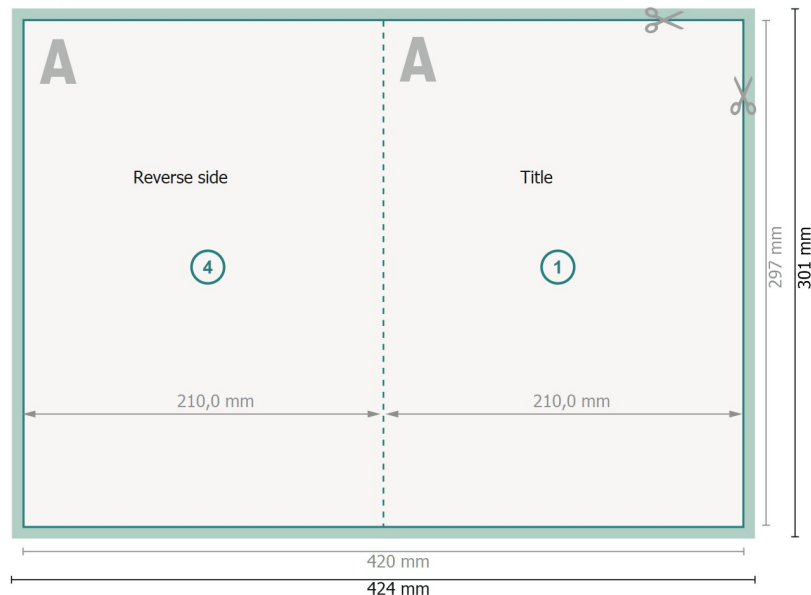 A
A
Reverse side
Title
4
1
297 mm
301 mm
210,0 mm
210,0 mm
420 mm
424 mm